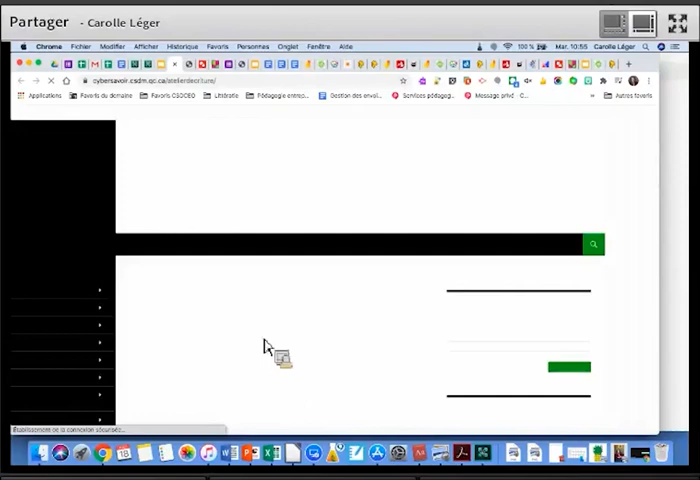 Partager - Carolle Léger
Chrome Fichier Modifier Afficher Historique Favoris Personnes Onglet Fenêtre Aide 100 % Mar. 10:55 Carolle Léger
cybersavoir.csdm.qc.ca/atelierdecriture/
Applications Favoris du domaine Favoris CSDCEO Littératie Pédagogie entrep... Gestion des envoi... Services pédagog... Message privé C... » Autres favoris
Établissement de la connexion sécurisée...
18